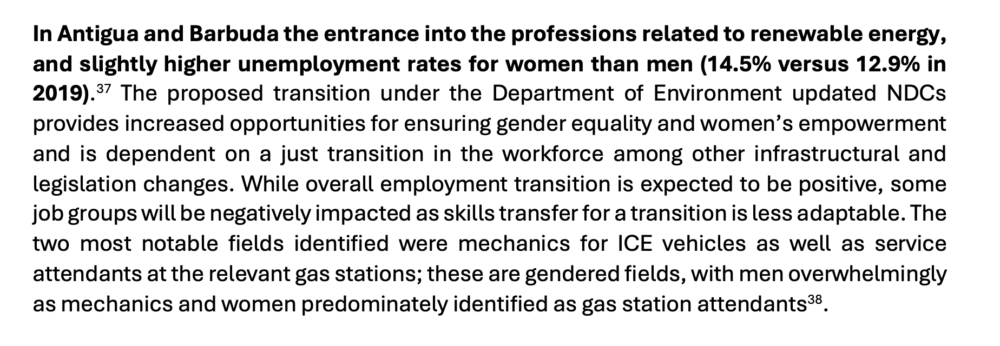 In Antigua and Barbuda the entrance into the professions related to renewable energy,
and slightly higher unemployment rates for women than men (14.5% versus 12.9% in
2019).³⁷ The proposed transition under the Department of Environment updated NDCs
provides increased opportunities for ensuring gender equality and women’s empowerment
and is dependent on a just transition in the workforce among other infrastructural and
legislation changes. While overall employment transition is expected to be positive, some
job groups will be negatively impacted as skills transfer for a transition is less adaptable. The
two most notable fields identified were mechanics for ICE vehicles as well as service
attendants at the relevant gas stations; these are gendered fields, with men overwhelmingly
as mechanics and women predominately identified as gas station attendants³⁸.